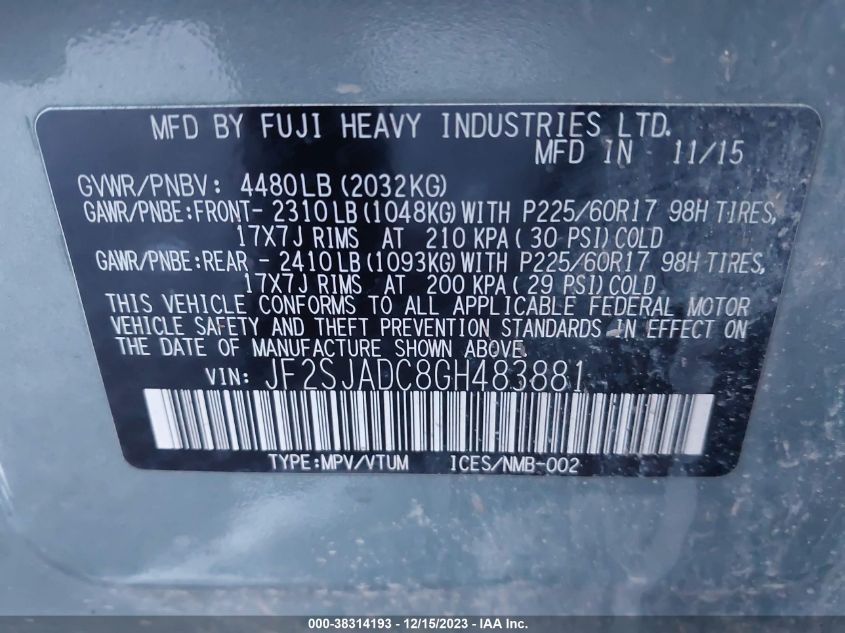 MFD BY FUJI HEAVY INDUSTRIES LTD.
MFD IN 11/15
GVWR/PNBV: 4480LB(2032KG)
GAWR/PNBE:FRONT- 2310LB(1048KG)WITH P225/60R17 98H TIRES,
17X7J RIMS AT 210 KPA(30 PSI)COLD
GAWR/PNBE:REAR - 2410LB(1093KG)WITH P225/60R17 98H TIRES,
17X7J RIMS AT 200 KPA(29 PSI)COLD
THIS VEHICLE CONFORMS TO ALL APPLICABLE FEDERAL MOTOR
VEHICLE SAFETY AND THEFT PREVENTION STANDARDS IN EFFECT ON
THE DATE OF MANUFACTURE SHOWN ABOVE.
VIN: JF2SJADC8GH483881
TYPE:MPV/VTUM ICES/NMB-002
000-38314193 - 12/15/2023 - IAA Inc.